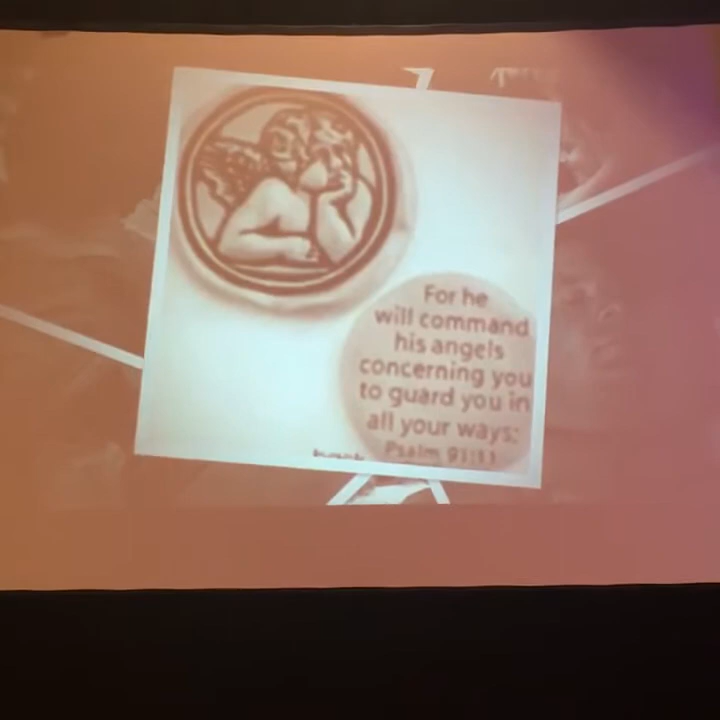 For he
will command
his angels
concerning you
to guard you in
all your ways;
Psalm 91:11